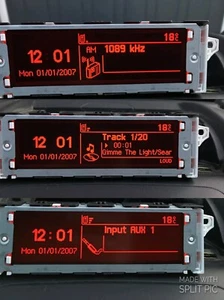 18
AM 1089 kHz
12 01
Mon 01/01/2007
18
Track 1/20
00:01
12 01
Gimme The Light/Sear
Mon 01/01/2007
LOUD
18
Input AUX 1
12:01
Mon 01/01/2007
MADE WITH
SPLIT PIC